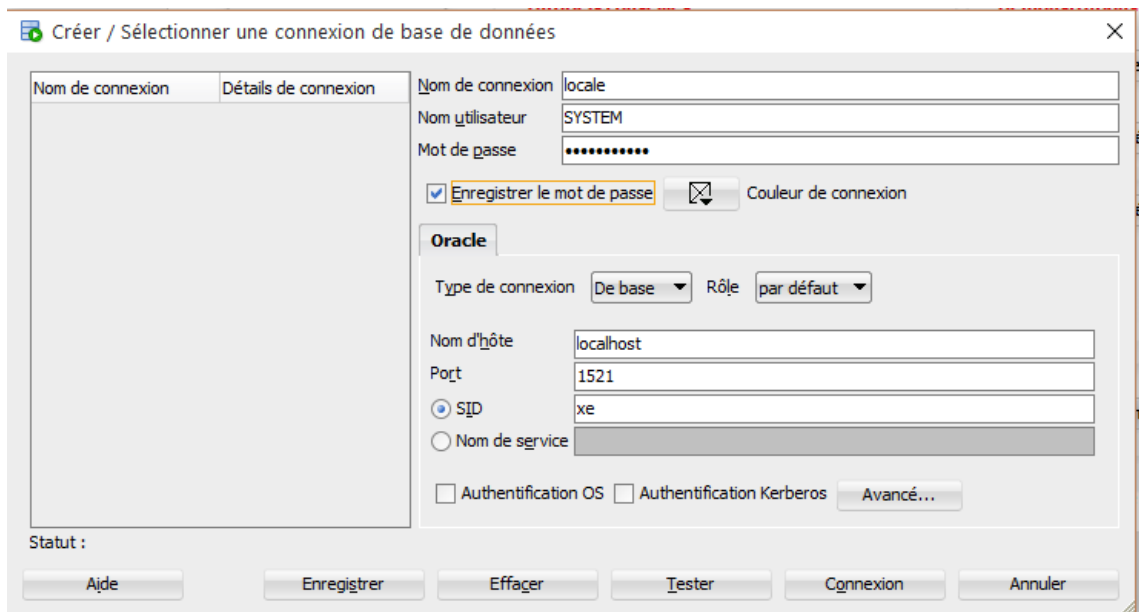 Créer / Sélectionner une connexion de base de données
Nom de connexion Détails de connexion
Nom de connexion locale
Nom utilisateur SYSTEM
Mot de passe •••••••••••
Enregistrer le mot de passe Couleur de connexion
Oracle
Type de connexion De base Rôle par défaut
Nom d'hôte localhost
Port 1521
SID xe
Nom de service
Authentification OS Authentification Kerberos Avancé...
Statut :
Aide Enregistrer Effacer Tester Connexion Annuler